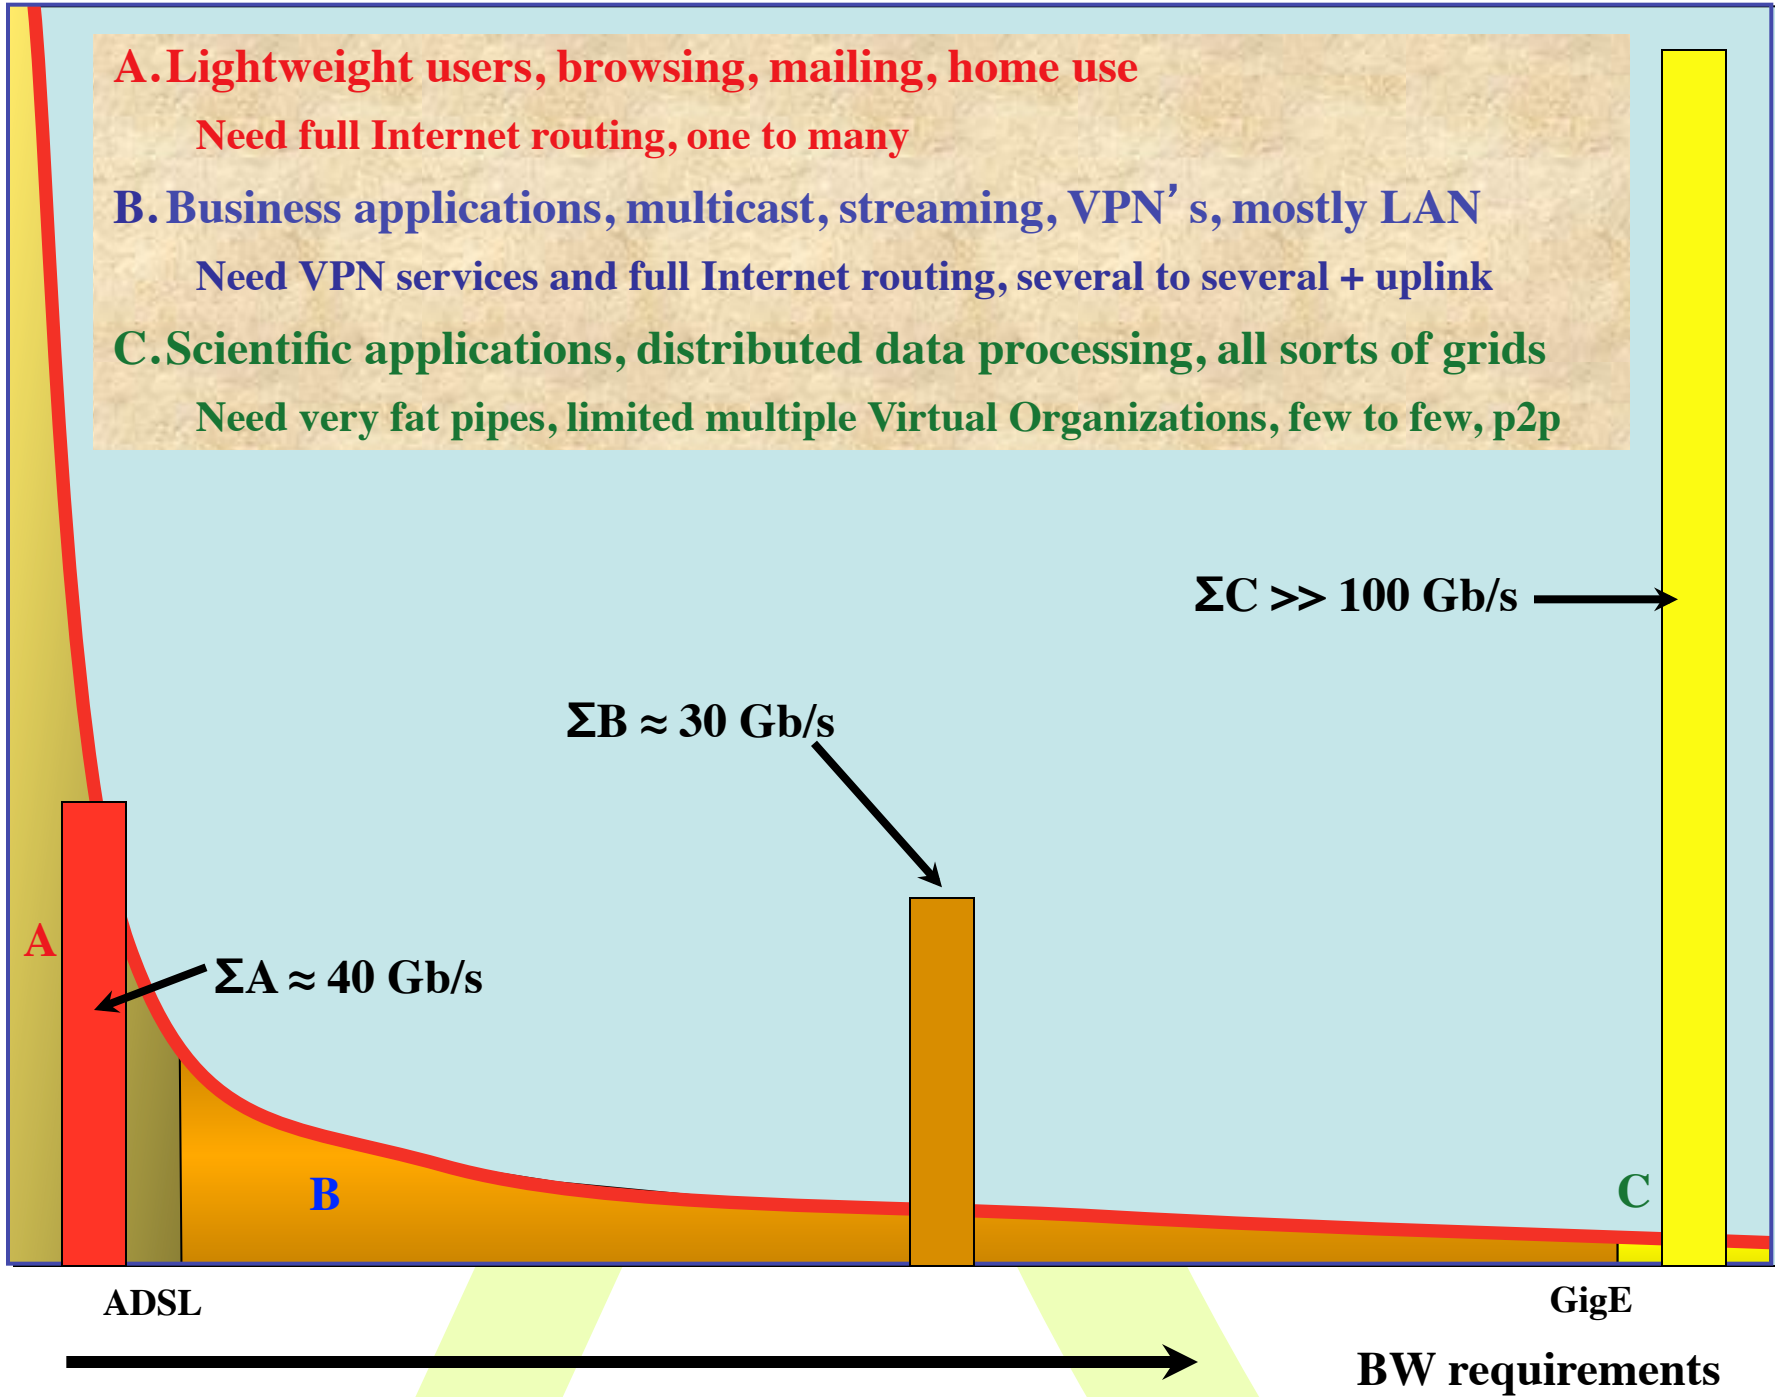 A. Lightweight users, browsing, mailing, home use
Need full Internet routing, one to many
B. Business applications, multicast, streaming, VPN’s, mostly LAN
Need VPN services and full Internet routing, several to several + uplink
C. Scientific applications, distributed data processing, all sorts of grids
Need very fat pipes, limited multiple Virtual Organizations, few to few, p2p
ΣC >> 100 Gb/s
ΣB ≈ 30 Gb/s
A
ΣA ≈ 40 Gb/s
B
C
ADSL
GigE
BW requirements